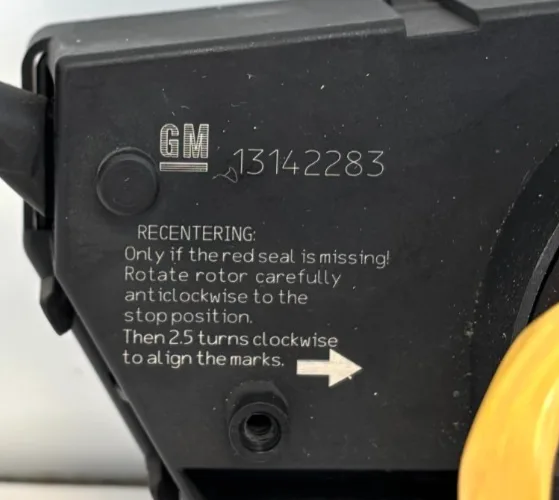 GM 13142283
RECENTERING:
Only if the red seal is missing!
Rotate rotor carefully
anticlockwise to the
stop position.
Then 2.5 turns clockwise
to align the marks.